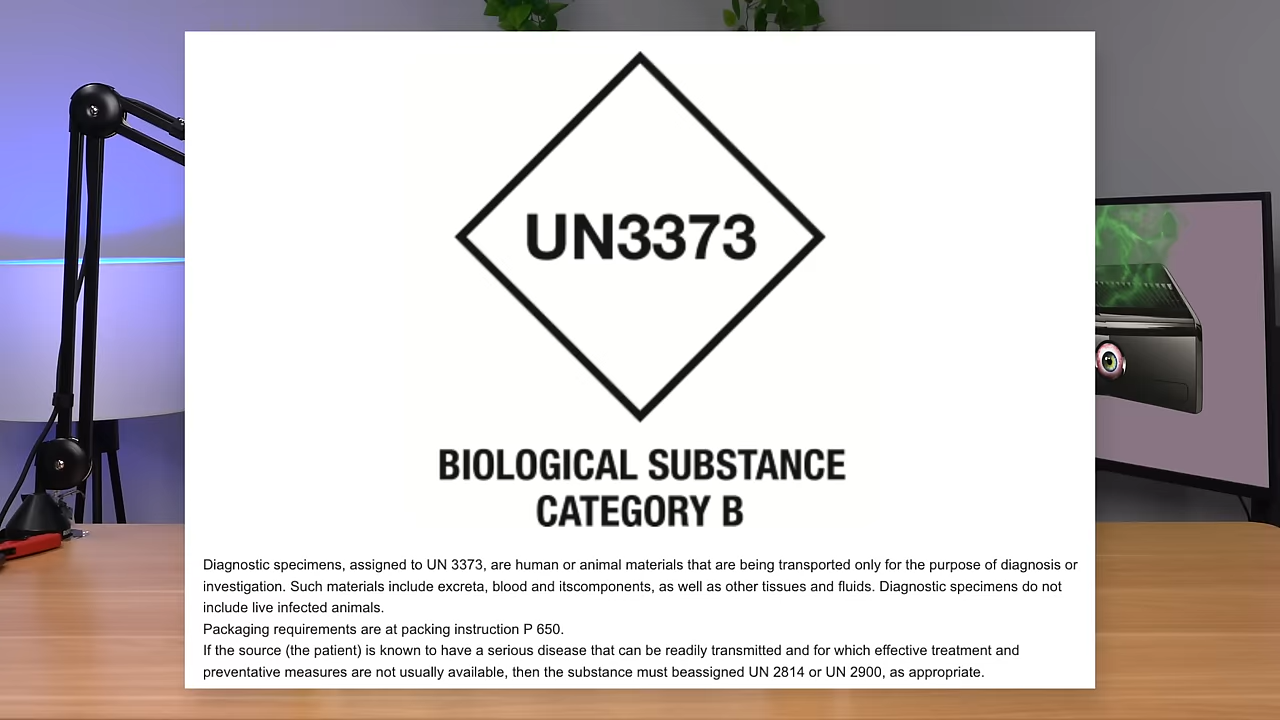 UN3373
BIOLOGICAL SUBSTANCE
CATEGORY B
Diagnostic specimens, assigned to UN 3373, are human or animal materials that are being transported only for the purpose of diagnosis or
investigation. Such materials include excreta, blood and itscomponents, as well as other tissues and fluids. Diagnostic specimens do not
include live infected animals.
Packaging requirements are at packing instruction P 650.
If the source (the patient) is known to have a serious disease that can be readily transmitted and for which effective treatment and
preventative measures are not usually available, then the substance must beassigned UN 2814 or UN 2900, as appropriate.